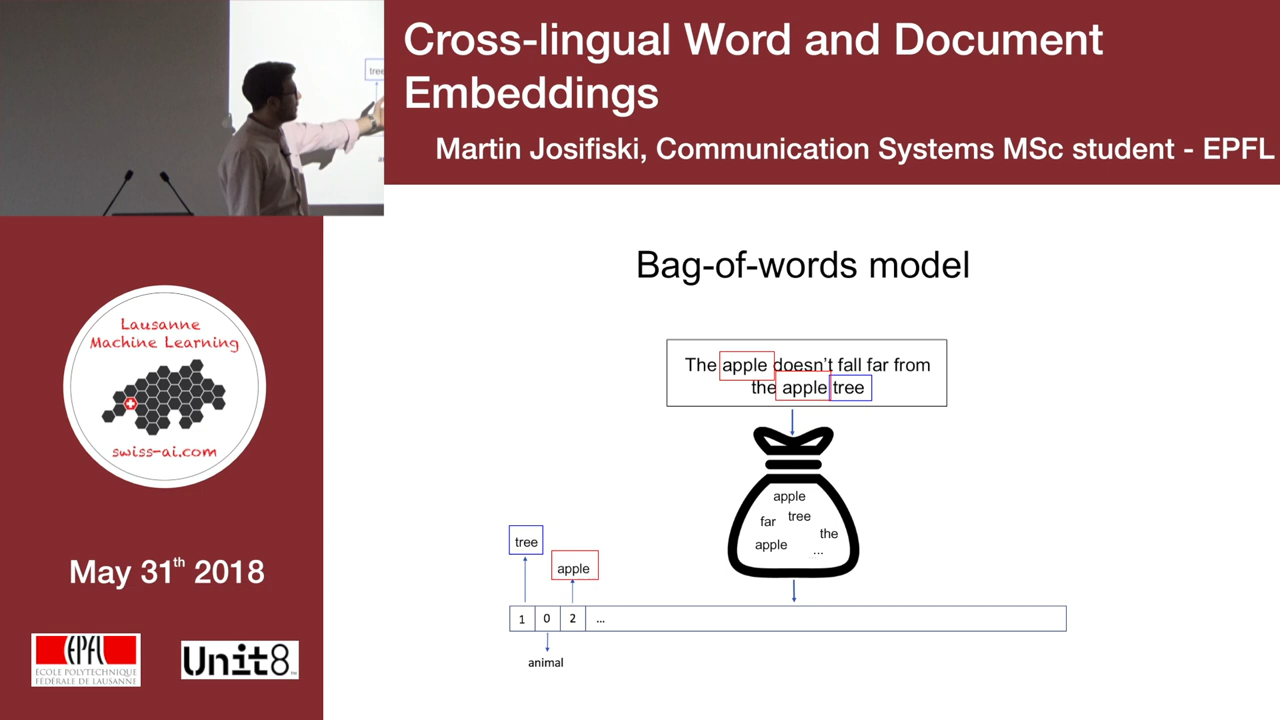 Cross-lingual Word and Document
Embeddings
Martin Josifiski, Communication Systems MSc student - EPFL
tree
Lausanne
Machine Learning
swiss-ai.com
May 31th 2018
EPFL
ÉCOLE POLYTECHNIQUE
FÉDÉRALE DE LAUSANNE
Unit8
Bag-of-words model
The apple doesn't fall far from
the apple tree
apple
far tree
the
apple
...
tree
apple
1 0 2 ...
animal